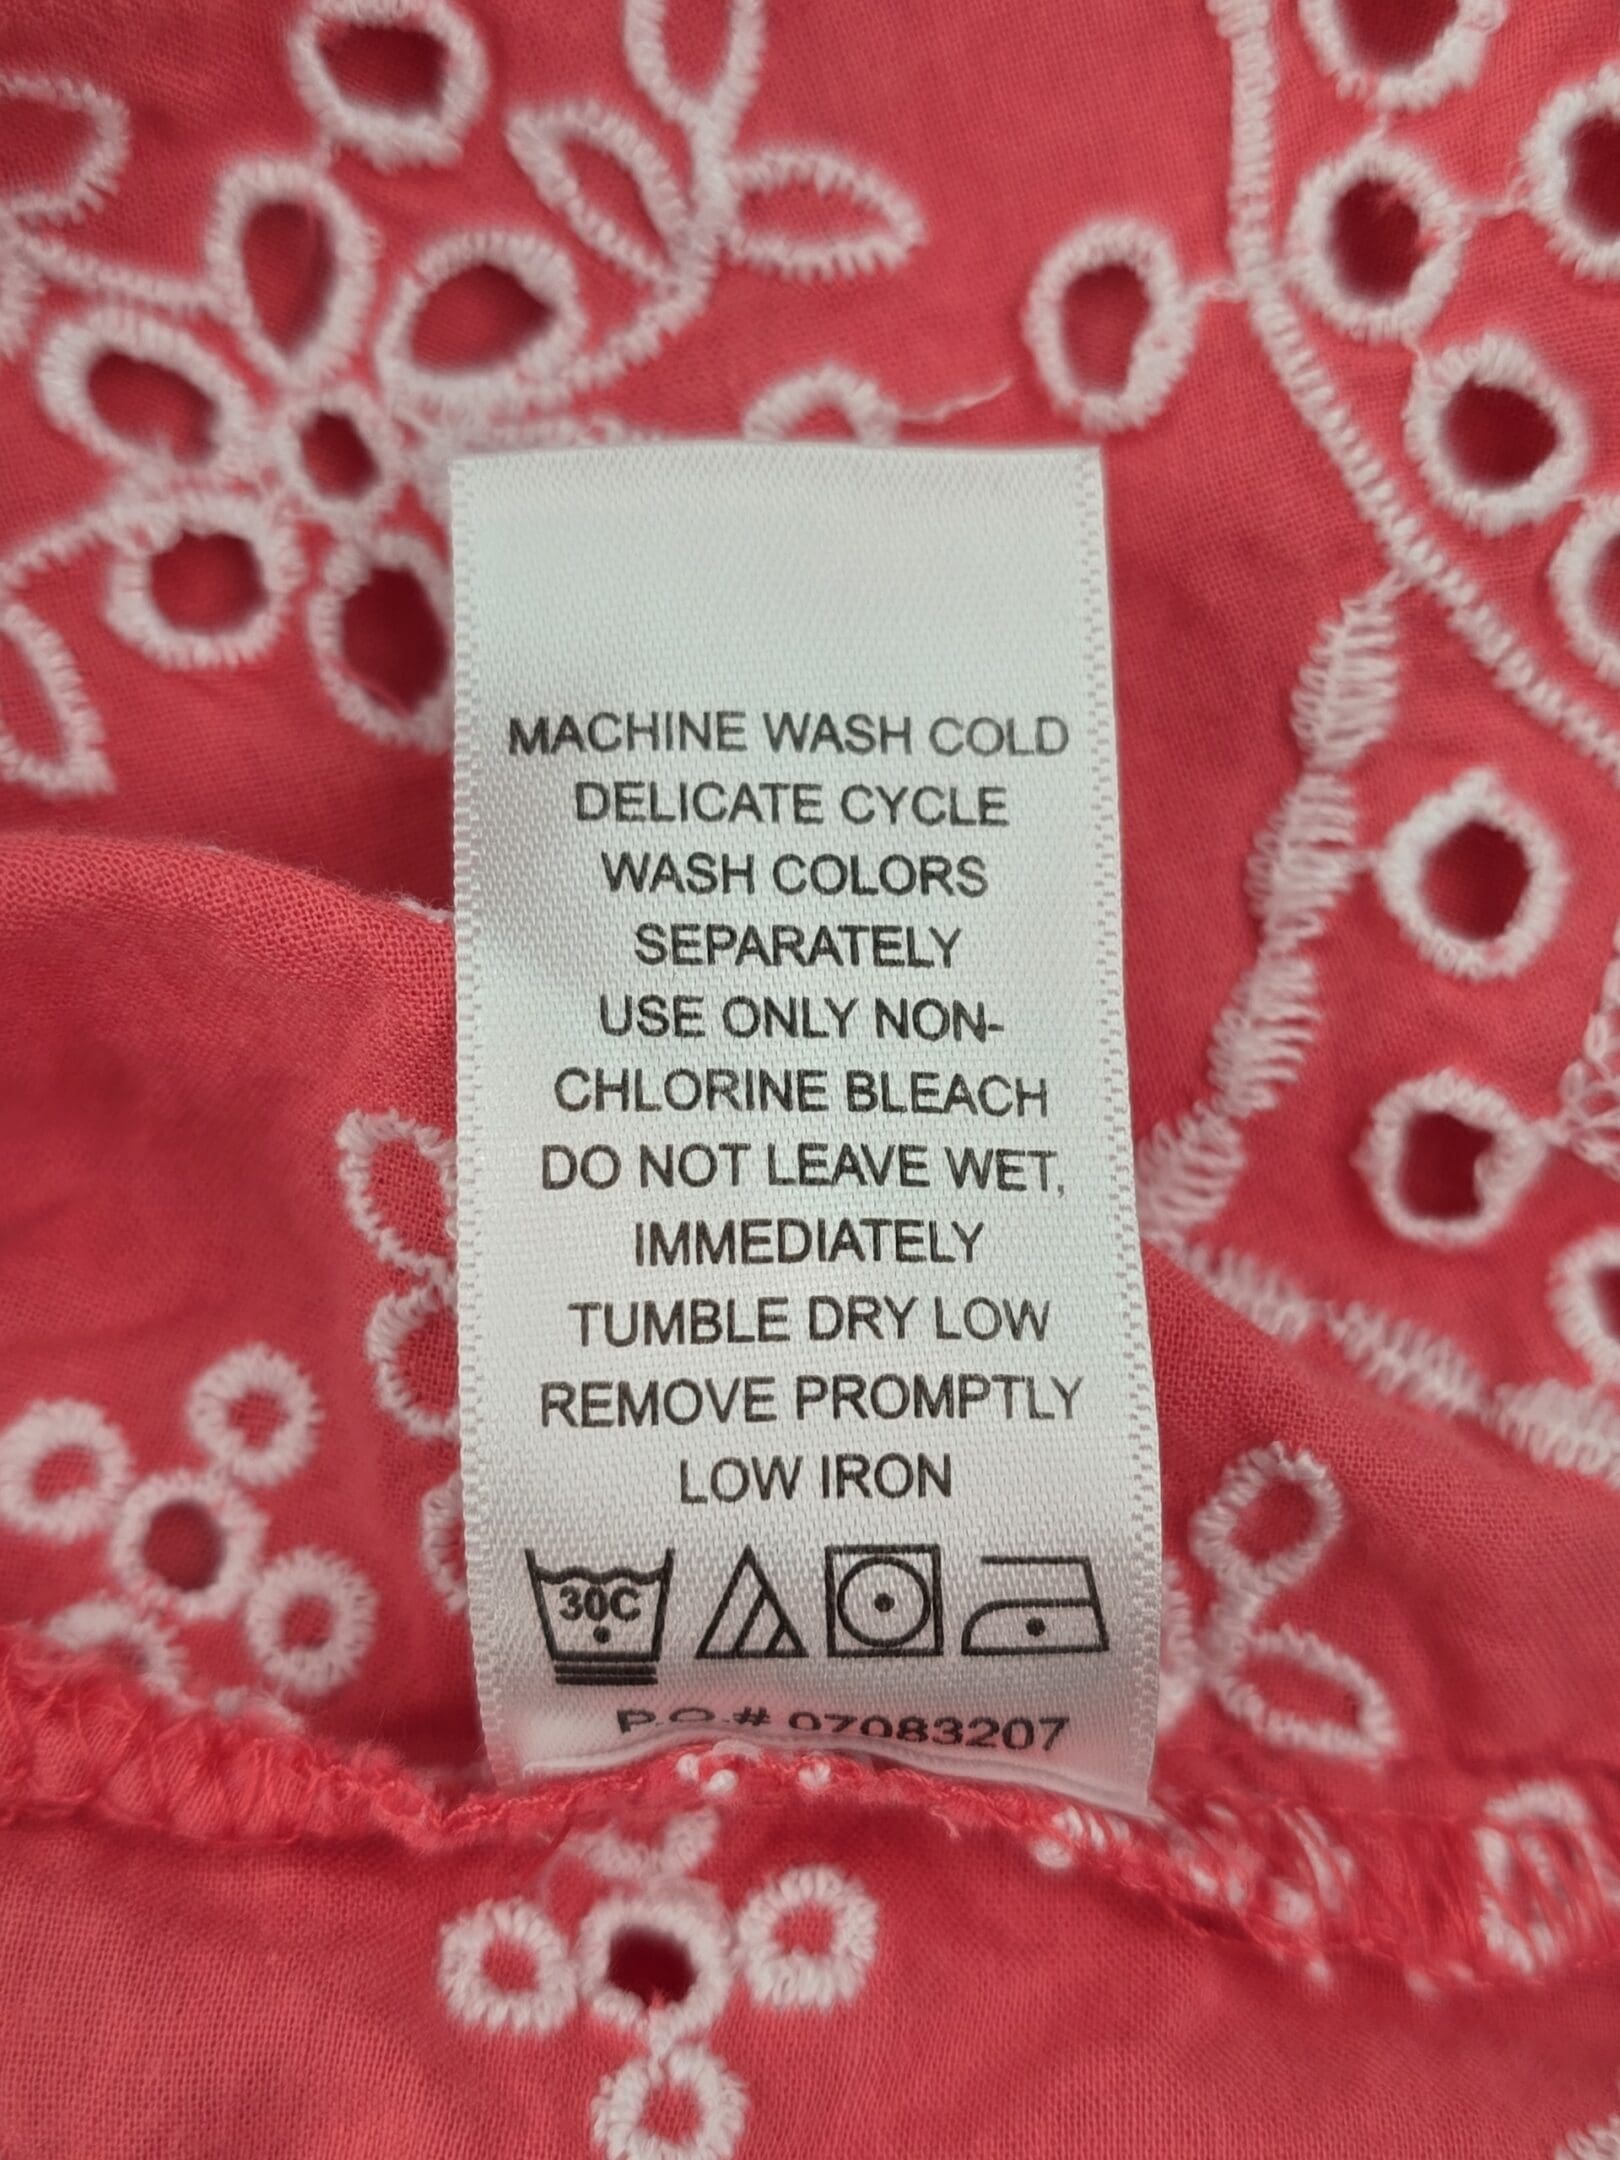 MACHINE WASH COLD
DELICATE CYCLE
WASH COLORS
SEPARATELY
USE ONLY NON-
CHLORINE BLEACH
DO NOT LEAVE WET,
IMMEDIATELY
TUMBLE DRY LOW
REMOVE PROMPTLY
LOW IRON
30C
P.O.# 07083207